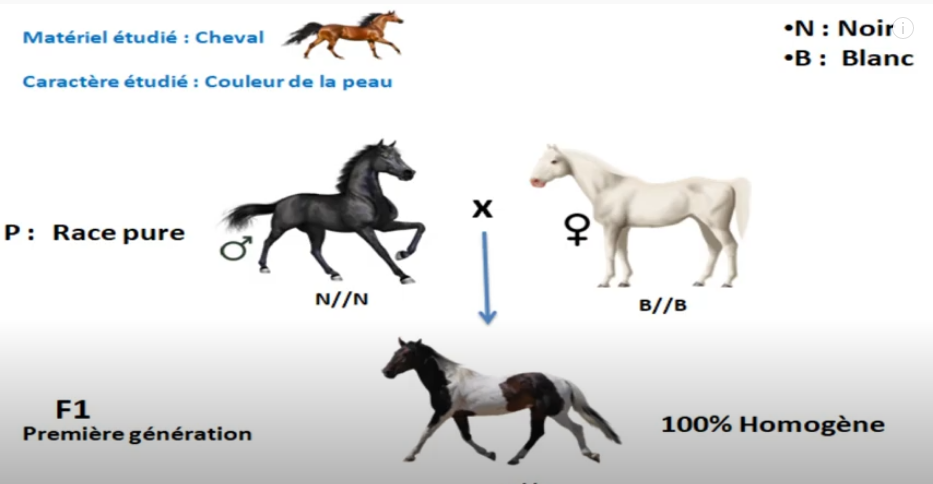 Matériel étudié : Cheval
•N : Noir
•B : Blanc
Caractère étudié : Couleur de la peau
P : Race pure
♂
x
♀
N//N
B//B
F1
Première génération
100% Homogène